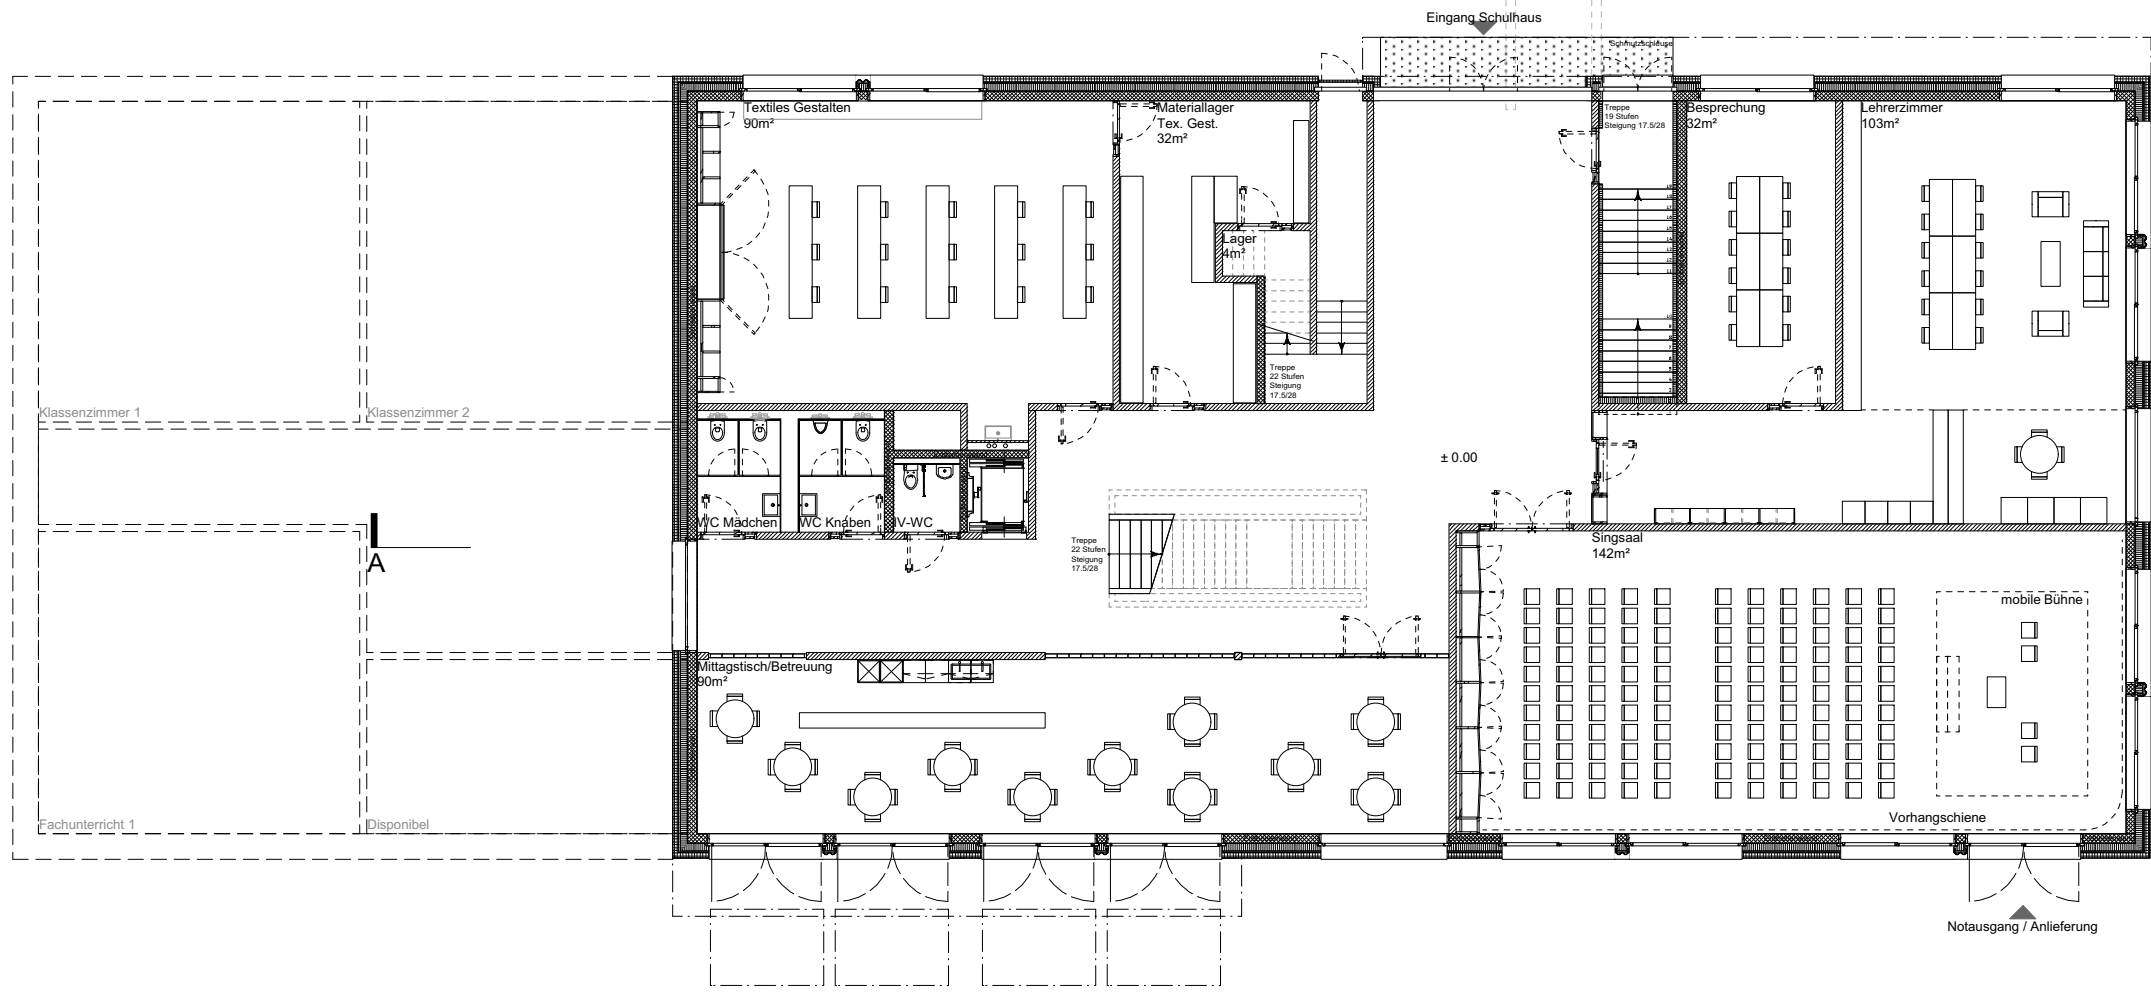 Eingang Schulhaus
Schmutzschleuse
Textiles Gestalten
90m²
Materiallager
Tex. Gest.
32m²
Treppe
19 Stufen
Steigung 17.5/28
Besprechung
32m²
Lehrerzimmer
103m²
Lager
4m²
Treppe
22 Stufen
Steigung
17.5/28
Klassenzimmer 1
Klassenzimmer 2
± 0.00
WC Mädchen
WC Knaben
IV-WC
A
Treppe
22 Stufen
Steigung
17.5/28
Singsaal
142m²
mobile Bühne
Mittagstisch/Betreuung
90m²
Vorhangschiene
Fachunterricht 1
Disponibel
Notausgang / Anlieferung